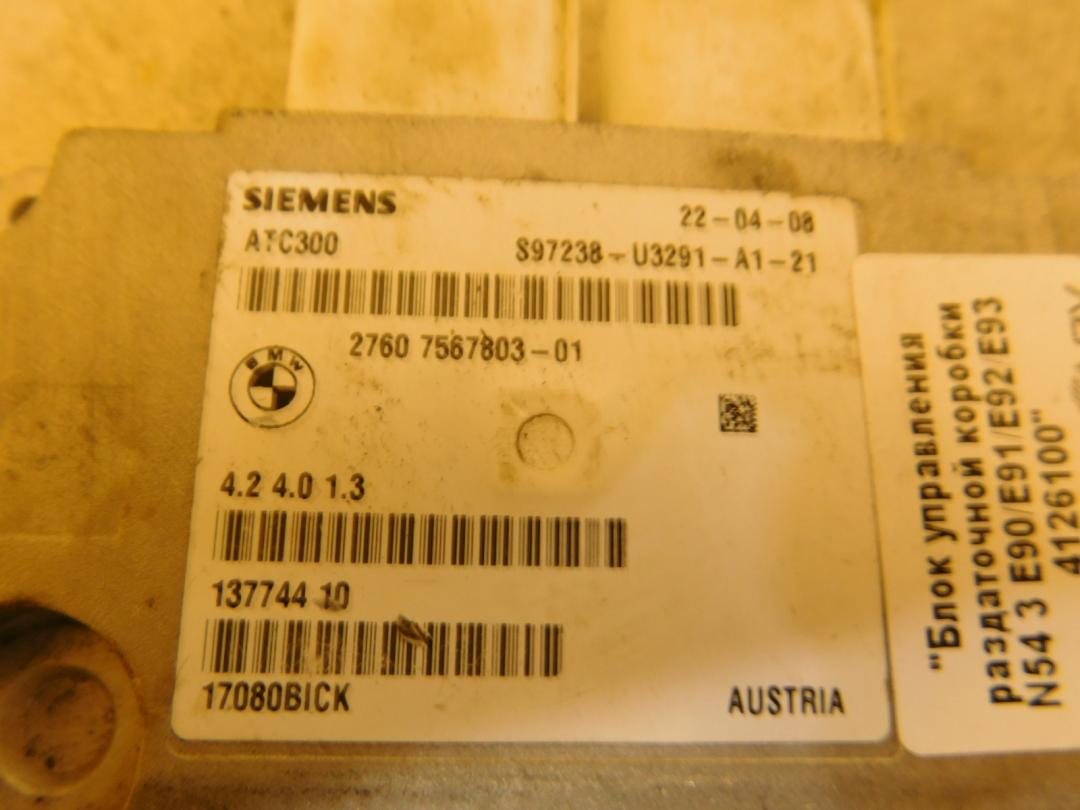 SIEMENS
22-04-08
ATC300
S97238-U3291-A1-21
2760 7567803-01
BMW
4.2 4.0 1.3
137744 10
17080BICK
AUSTRIA
"Блок управления
раздаточной коробки
N54 3 E90/E91/E92/E93
4126100"